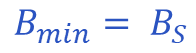 B_min = B_S